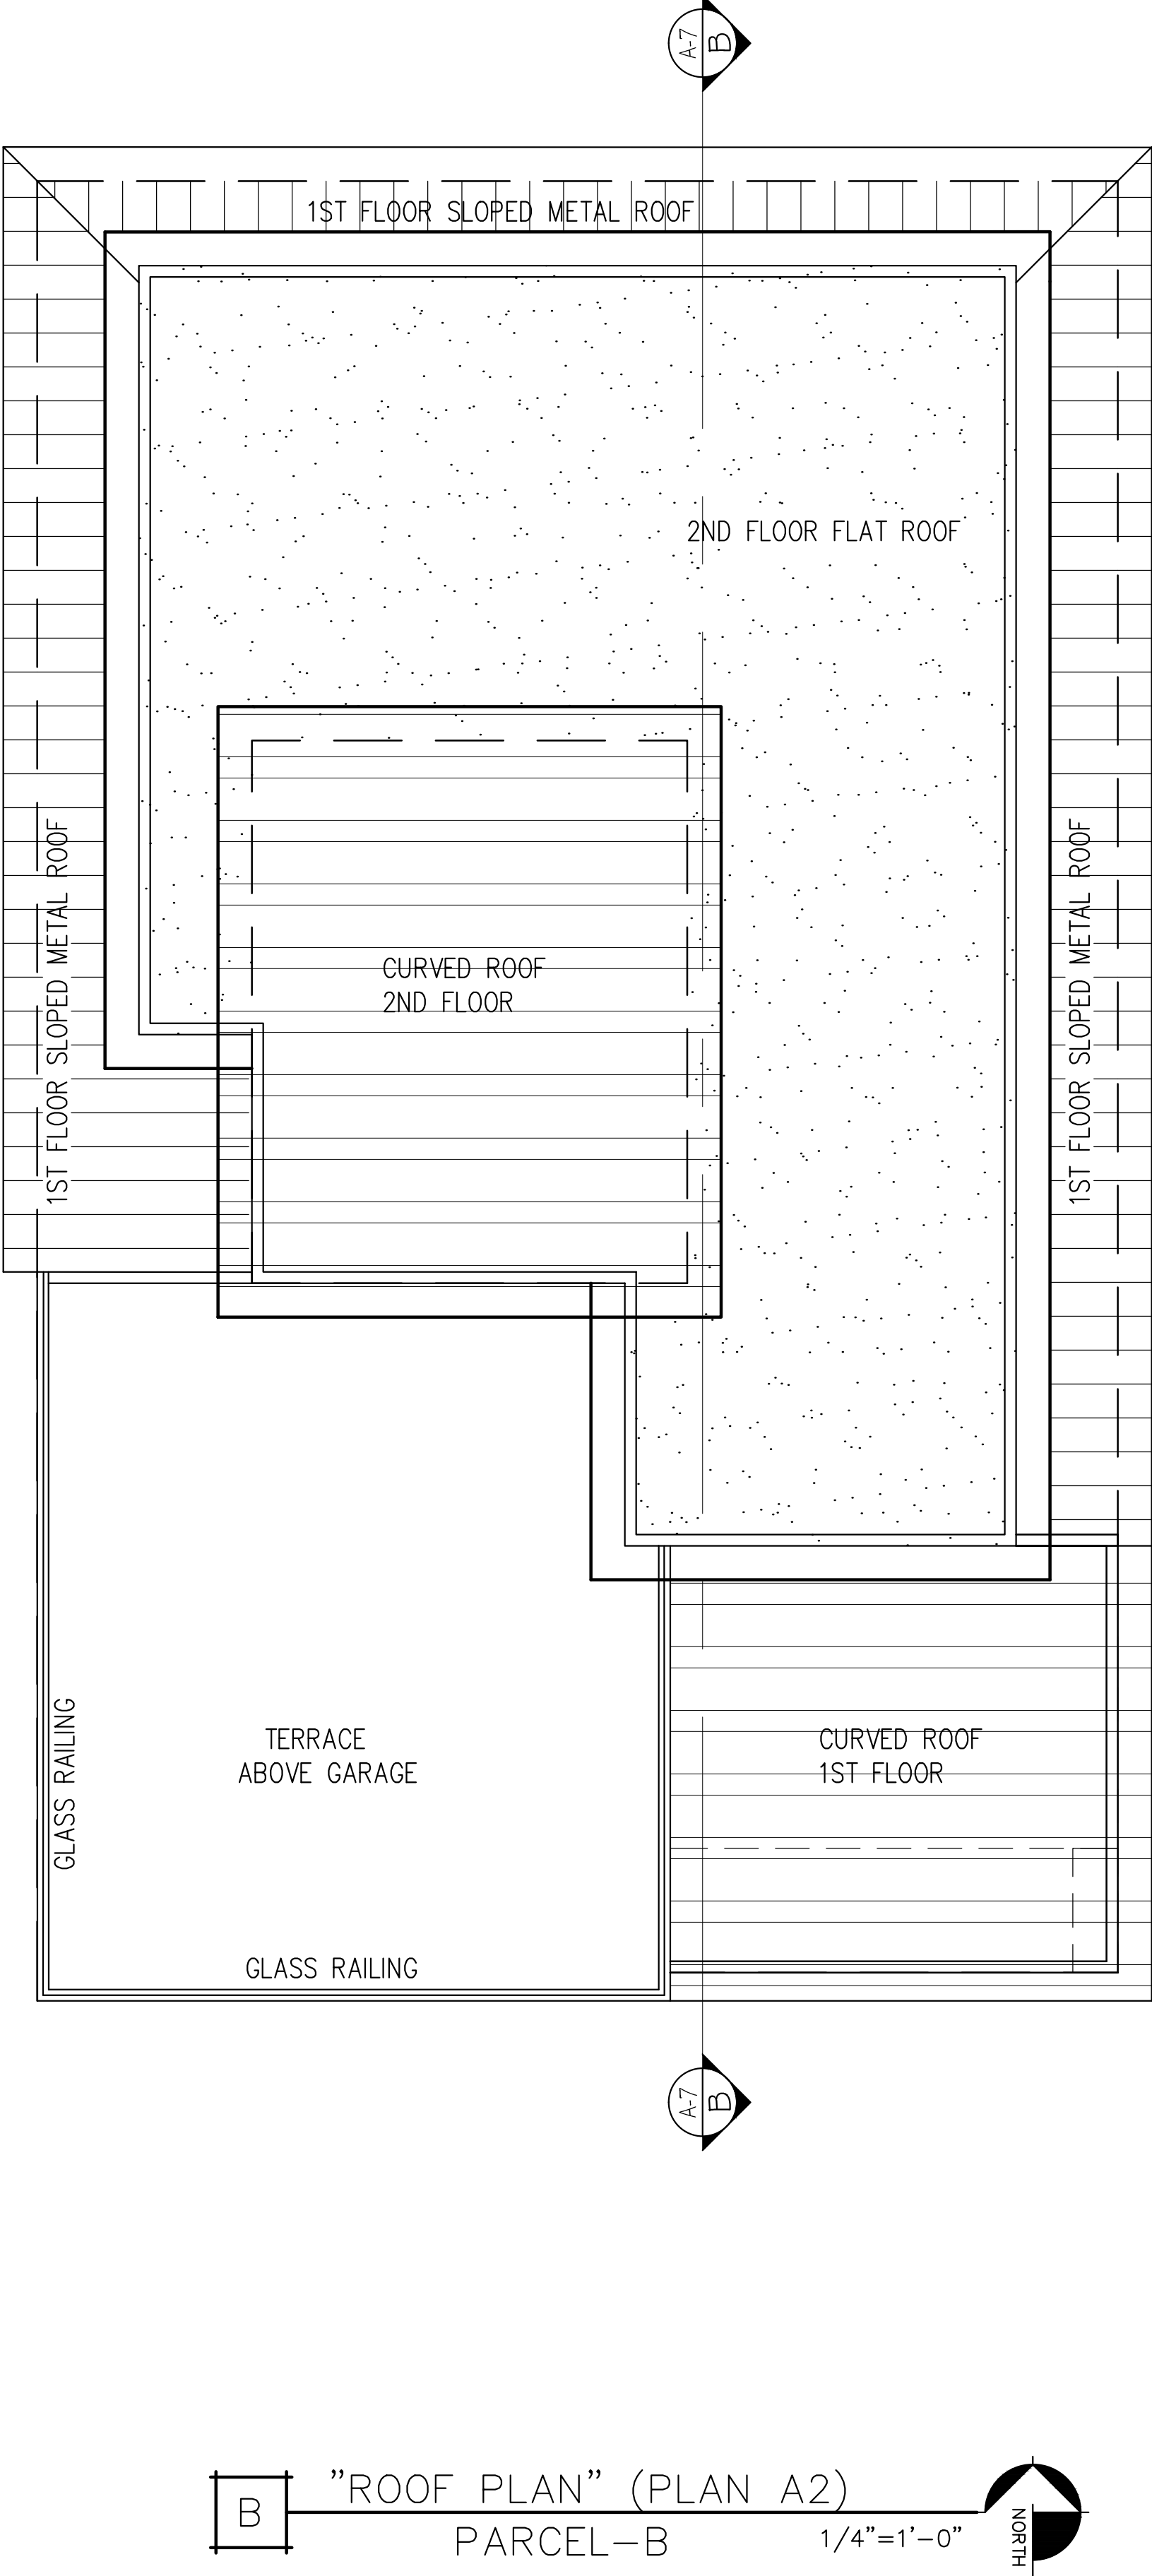 A-7
B
1ST FLOOR SLOPED METAL ROOF
2ND FLOOR FLAT ROOF
1ST FLOOR SLOPED METAL ROOF
1ST FLOOR SLOPED METAL ROOF
CURVED ROOF
2ND FLOOR
GLASS RAILING
TERRACE
ABOVE GARAGE
CURVED ROOF
1ST FLOOR
GLASS RAILING
A-7
B
B
"ROOF PLAN" (PLAN A2)
PARCEL-B
1/4"=1'-0"
NORTH